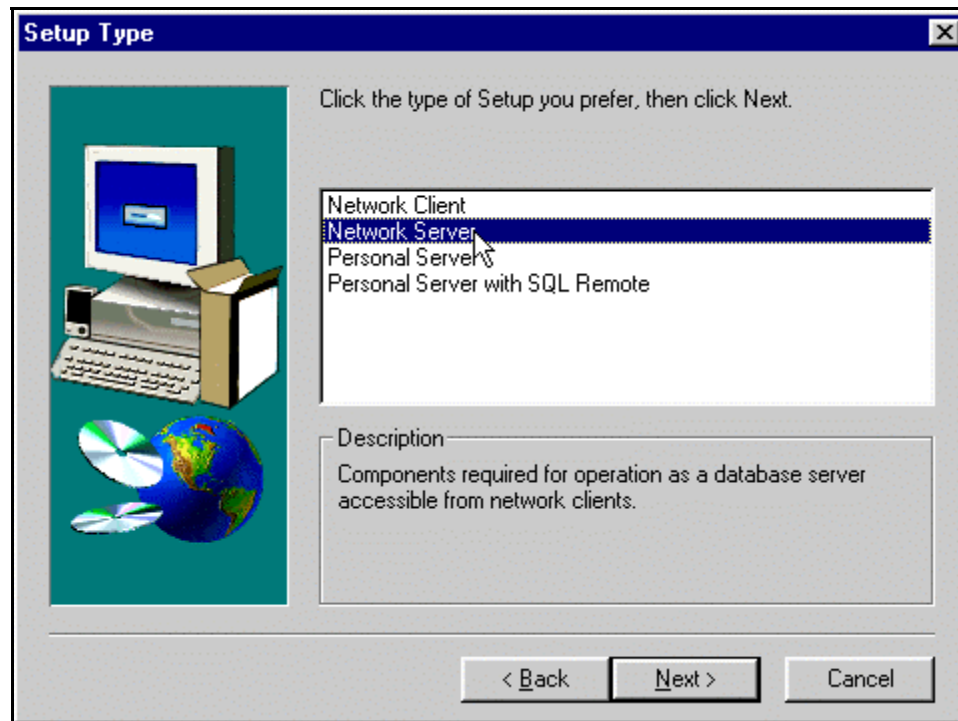 Setup Type
Click the type of Setup you prefer, then click Next.
Network Client
Network Server
Personal Server
Personal Server with SQL Remote
Description
Components required for operation as a database server
accessible from network clients.
< Back
Next >
Cancel